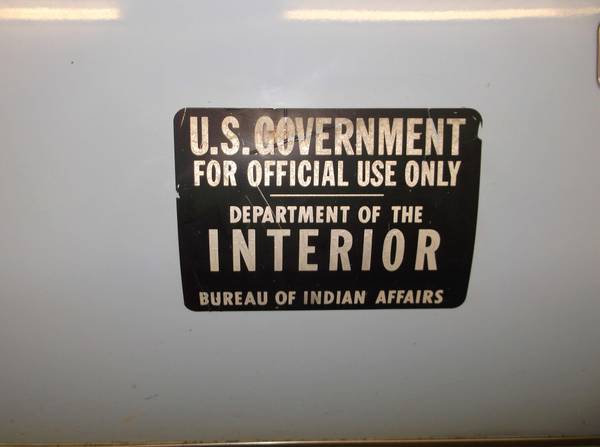 U.S. GOVERNMENT
FOR OFFICIAL USE ONLY
DEPARTMENT OF THE
INTERIOR
BUREAU OF INDIAN AFFAIRS